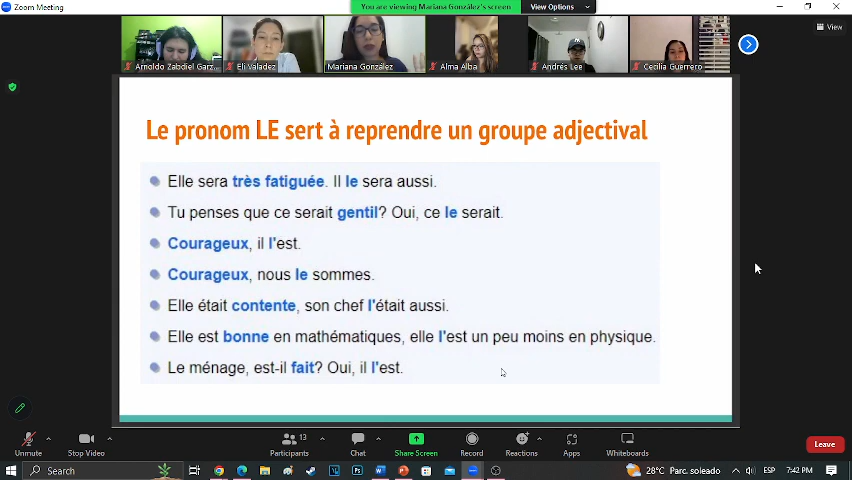 Zoom Meeting
You are viewing Mariana González's screen
View Options
View
Arnoldo Zabdiel Garz...
Eli Valadez
Mariana González
Alma Alba
Andrés Lee
Cecilia Guerrero
Le pronom LE sert à reprendre un groupe adjectival
Elle sera très fatiguée. Il le sera aussi.
Tu penses que ce serait gentil? Oui, ce le serait.
Courageux, il l'est.
Courageux, nous le sommes.
Elle était contente, son chef l'était aussi.
Elle est bonne en mathématiques, elle l'est un peu moins en physique.
Le ménage, est-il fait? Oui, il l'est.
Unmute
Stop Video
13
Participants
Chat
Share Screen
Record
Reactions
Apps
Whiteboards
Leave
Search
28°C Parc. soleado
ESP
7:42 PM